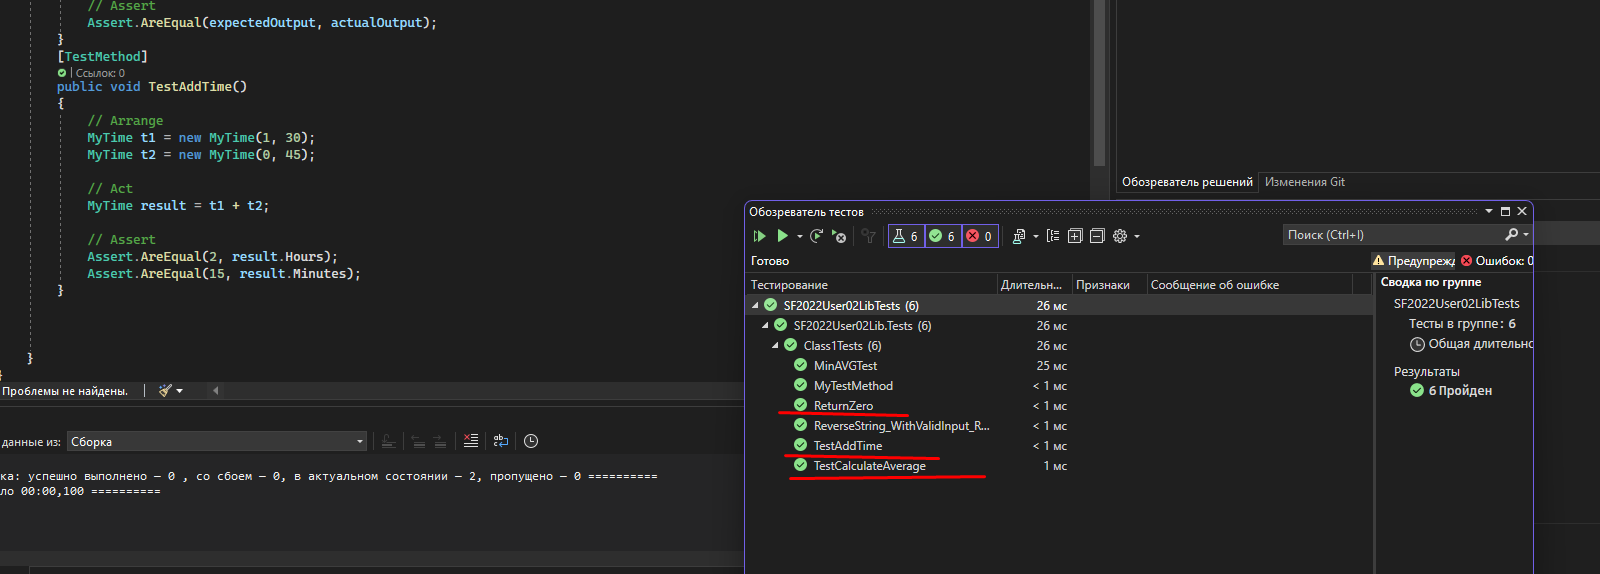 // Assert
Assert.AreEqual(expectedOutput, actualOutput);
}
[TestMethod]
| Ссылок: 0
public void TestAddTime()
{
// Arrange
MyTime t1 = new MyTime(1, 30);
MyTime t2 = new MyTime(0, 45);
// Act
MyTime result = t1 + t2;
// Assert
Assert.AreEqual(2, result.Hours);
Assert.AreEqual(15, result.Minutes);
}
}
}
Проблемы не найдены.
данные из: Сборка
ка: успешно выполнено – 0 , со сбоем – 0, в актуальном состоянии – 2, пропущено – 0 ==========
ло 00:00,100 ==========
Обозреватель решений Изменения Git
Обозреватель тестов
6 6 0
Поиск (Ctrl+I)
Готово
Предупрежд Ошибок: 0
Тестирование Длительн... Признаки Сообщение об ошибке
SF2022User02LibTests (6) 26 мс
SF2022User02Lib.Tests (6) 26 мс
Class1Tests (6) 26 мс
MinAVGTest 25 мс
MyTestMethod < 1 мс
ReturnZero < 1 мс
ReverseString_WithValidInput_R... < 1 мс
TestAddTime < 1 мс
TestCalculateAverage 1 мс
Сводка по группе
SF2022User02LibTests
Тесты в группе: 6
Общая длительно
Результаты
6 Пройден